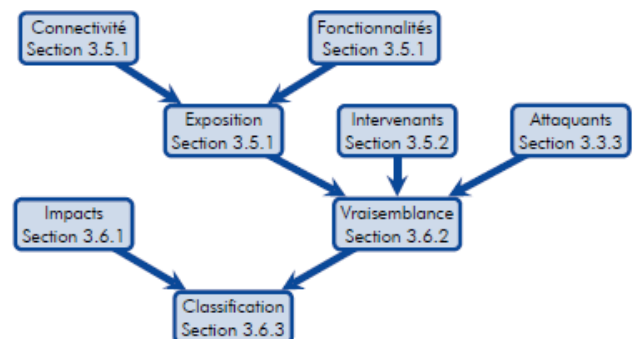 Connectivité
Section 3.5.1
Fonctionnalités
Section 3.5.1
Exposition
Section 3.5.1
Intervenants
Section 3.5.2
Attaquants
Section 3.3.3
Impacts
Section 3.6.1
Vraisemblance
Section 3.6.2
Classification
Section 3.6.3